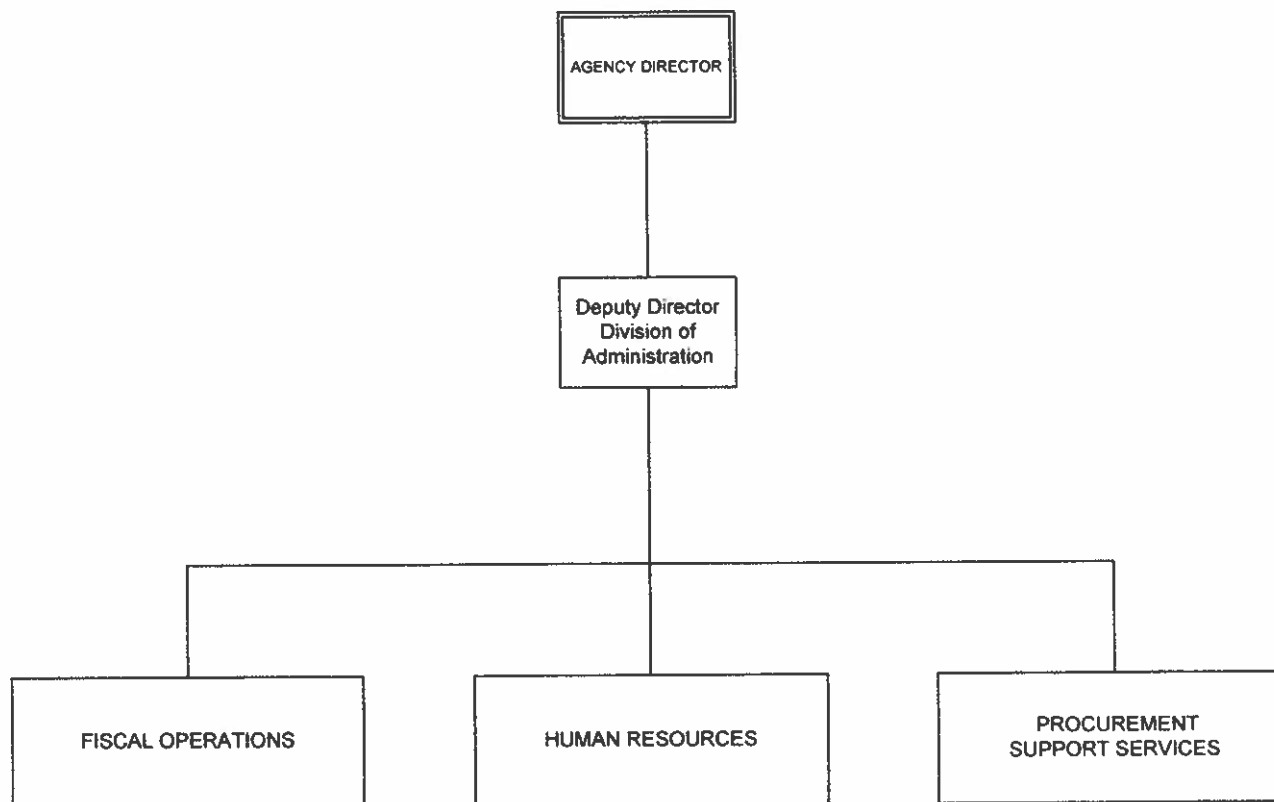 AGENCY DIRECTOR
Deputy Director
Division of
Administration
FISCAL OPERATIONS
HUMAN RESOURCES
PROCUREMENT
SUPPORT SERVICES